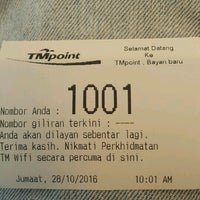 TMpoint
Selamat Datang
Ke
TMpoint . Bayan baru
Nombor Anda : 1001
Nombor giliran terkini : ----
Anda akan dilayan sebentar lagi.
Terima kasih. Nikmati Perkhidmatan
TM Wifi secara percuma di sini.
Jumaat, 28/10/2016 10:01 AM